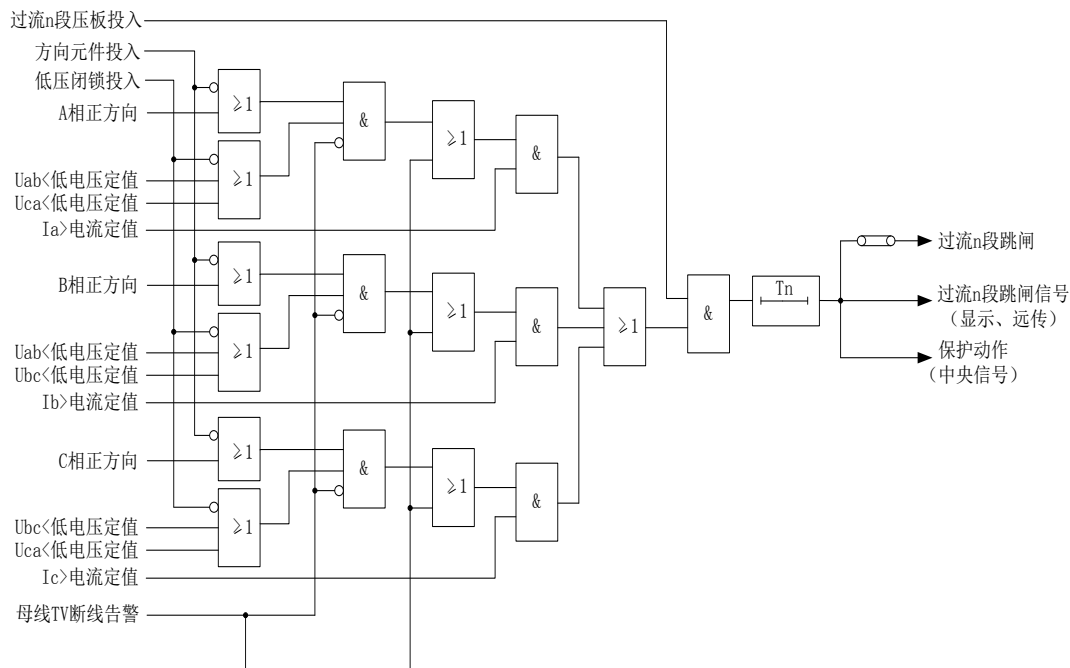 过流n段压板投入
方向元件投入
低压闭锁投入
A相正方向
≥1
&
≥1
&
Uab<低电压定值
Uca<低电压定值
≥1
Ia>电流定值
B相正方向
≥1
&
≥1
&
Uab<低电压定值
Ubc<低电压定值
≥1
Ib>电流定值
≥1
&
Tn
过流n段跳闸
过流n段跳闸信号
(显示、远传)
保护动作
(中央信号)
C相正方向
≥1
&
≥1
&
Ubc<低电压定值
Uca<低电压定值
≥1
Ic>电流定值
母线TV断线告警